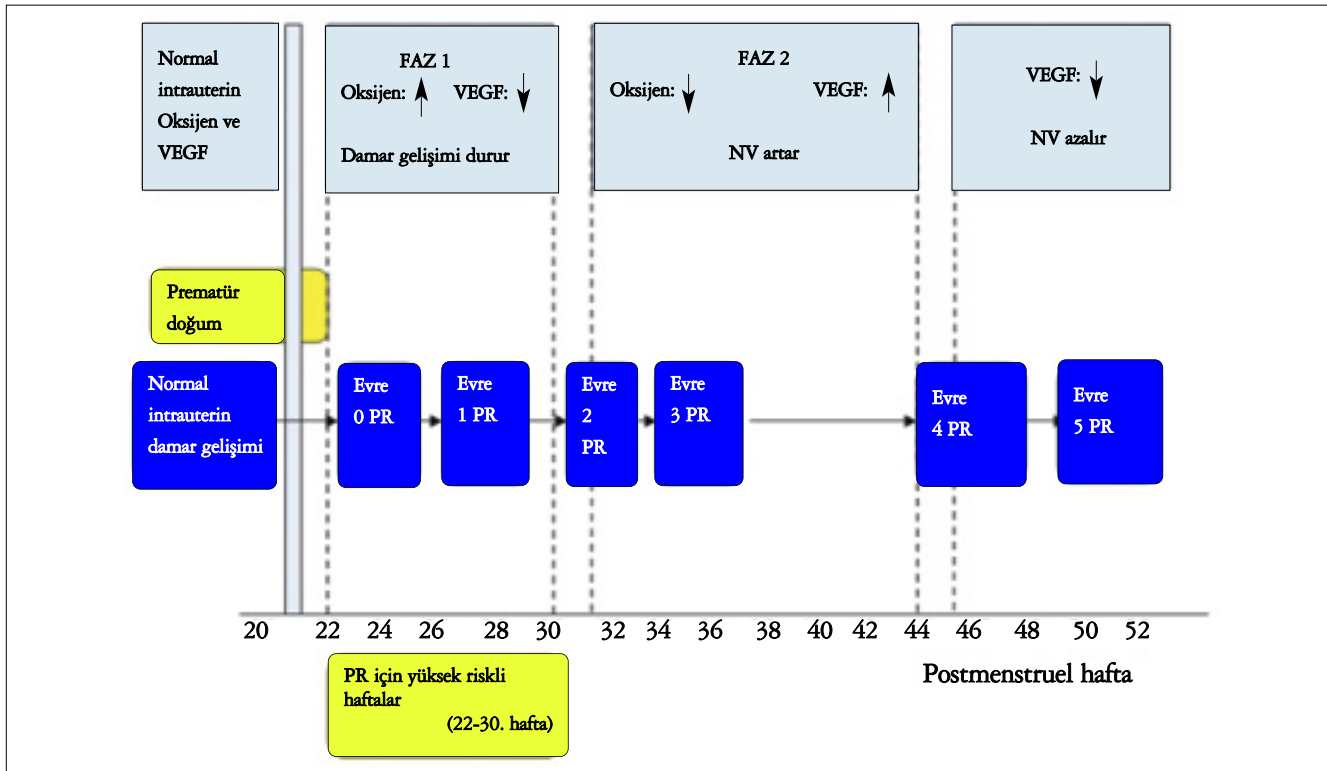 Normal
intrauterin
Oksijen ve
VEGF
FAZ 1
Oksijen: ↑ VEGF: ↓
Damar gelişimi durur
FAZ 2
Oksijen: ↓ VEGF: ↑
NV artar
VEGF: ↓
NV azalır
Prematür
doğum
Normal
intrauterin
damar gelişimi
Evre
0 PR
Evre
1 PR
Evre
2
PR
Evre
3 PR
Evre
4 PR
Evre
5 PR
20 22 24 26 28 30 32 34 36 38 40 42 44 46 48 50 52
PR için yüksek riskli
haftalar
(22-30. hafta)
Postmenstruel hafta